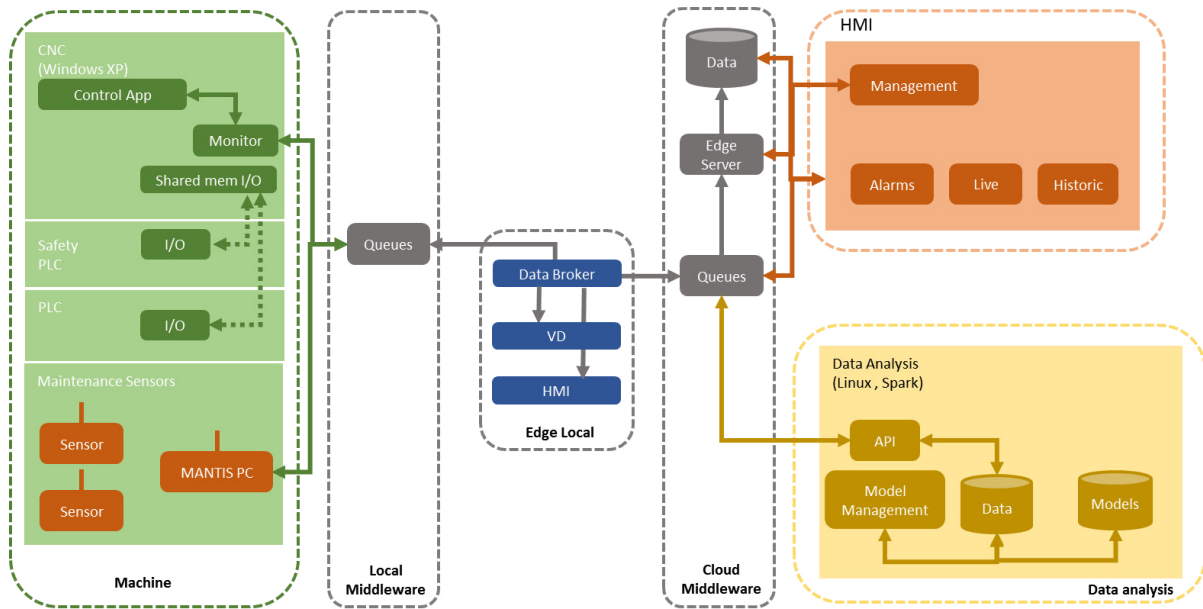 CNC
(Windows XP)
Control App
Monitor
Shared mem I/O
Safety
PLC
I/O
PLC
I/O
Maintenance Sensors
Sensor
Sensor
MANTIS PC
Machine
Queues
Local
Middleware
Data Broker
VD
HMI
Edge Local
Data
Edge
Server
Queues
Cloud
Middleware
HMI
Management
Alarms
Live
Historic
Data Analysis
(Linux , Spark)
API
Model
Management
Data
Models
Data analysis